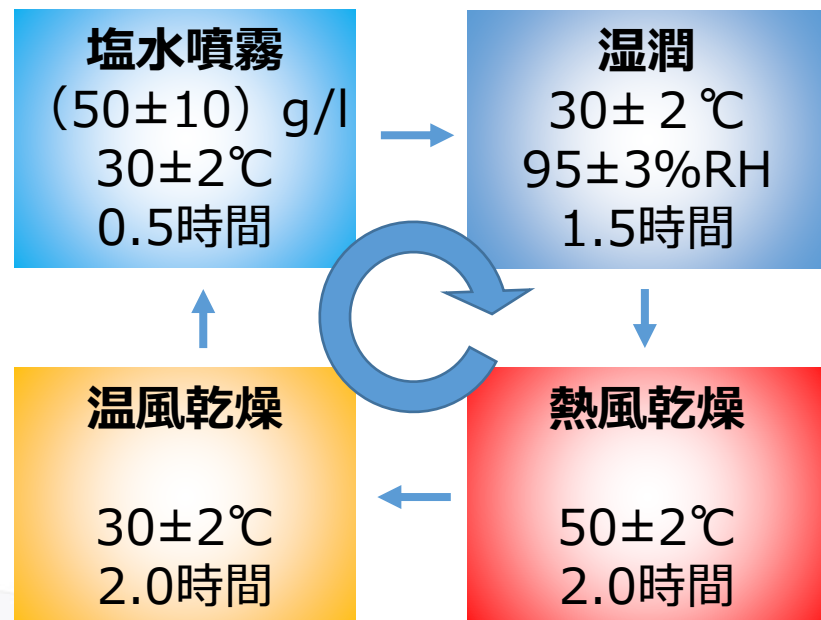 塩水噴霧
（50±10）g/l
30±2℃
0.5時間
湿潤
30±２℃
95±3%RH
1.5時間
熱風乾燥
50±2℃
2.0時間
温風乾燥
30±2℃
2.0時間